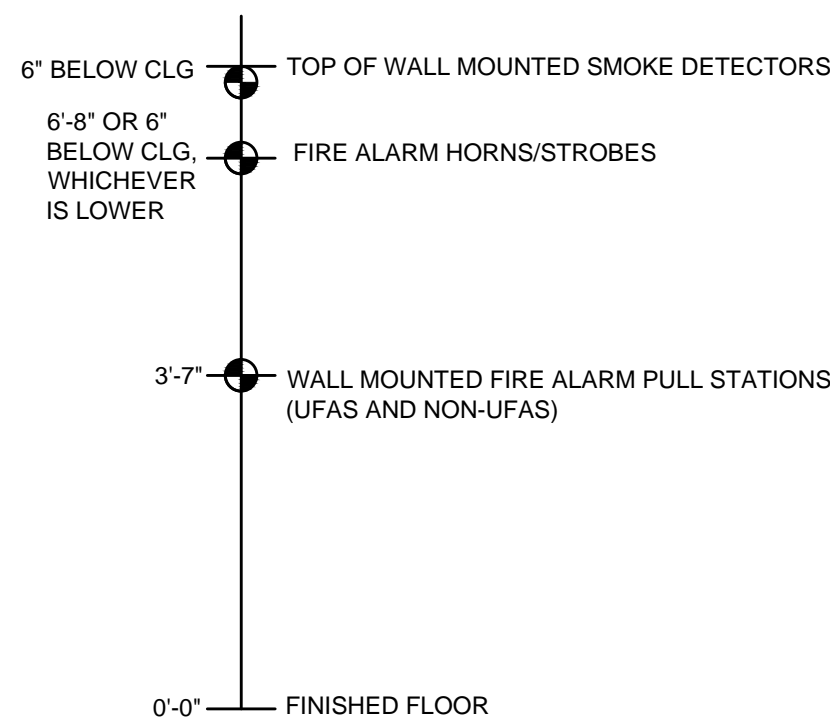 6" BELOW CLG
TOP OF WALL MOUNTED SMOKE DETECTORS
6'-8" OR 6"
BELOW CLG,
WHICHEVER
IS LOWER
FIRE ALARM HORNS/STROBES
3'-7"
WALL MOUNTED FIRE ALARM PULL STATIONS
(UFAS AND NON-UFAS)
0'-0"
FINISHED FLOOR